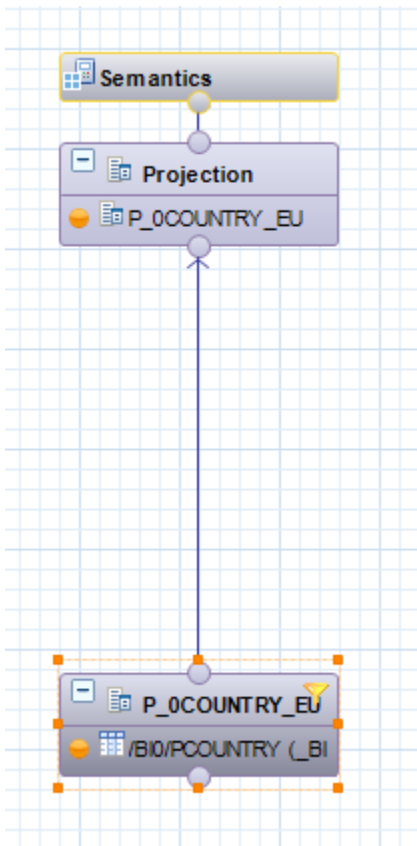 Semantics
Projection
P_0COUNTRY_EU
P_0COUNTRY_EU
/BI0/PCOUNTRY (_BI